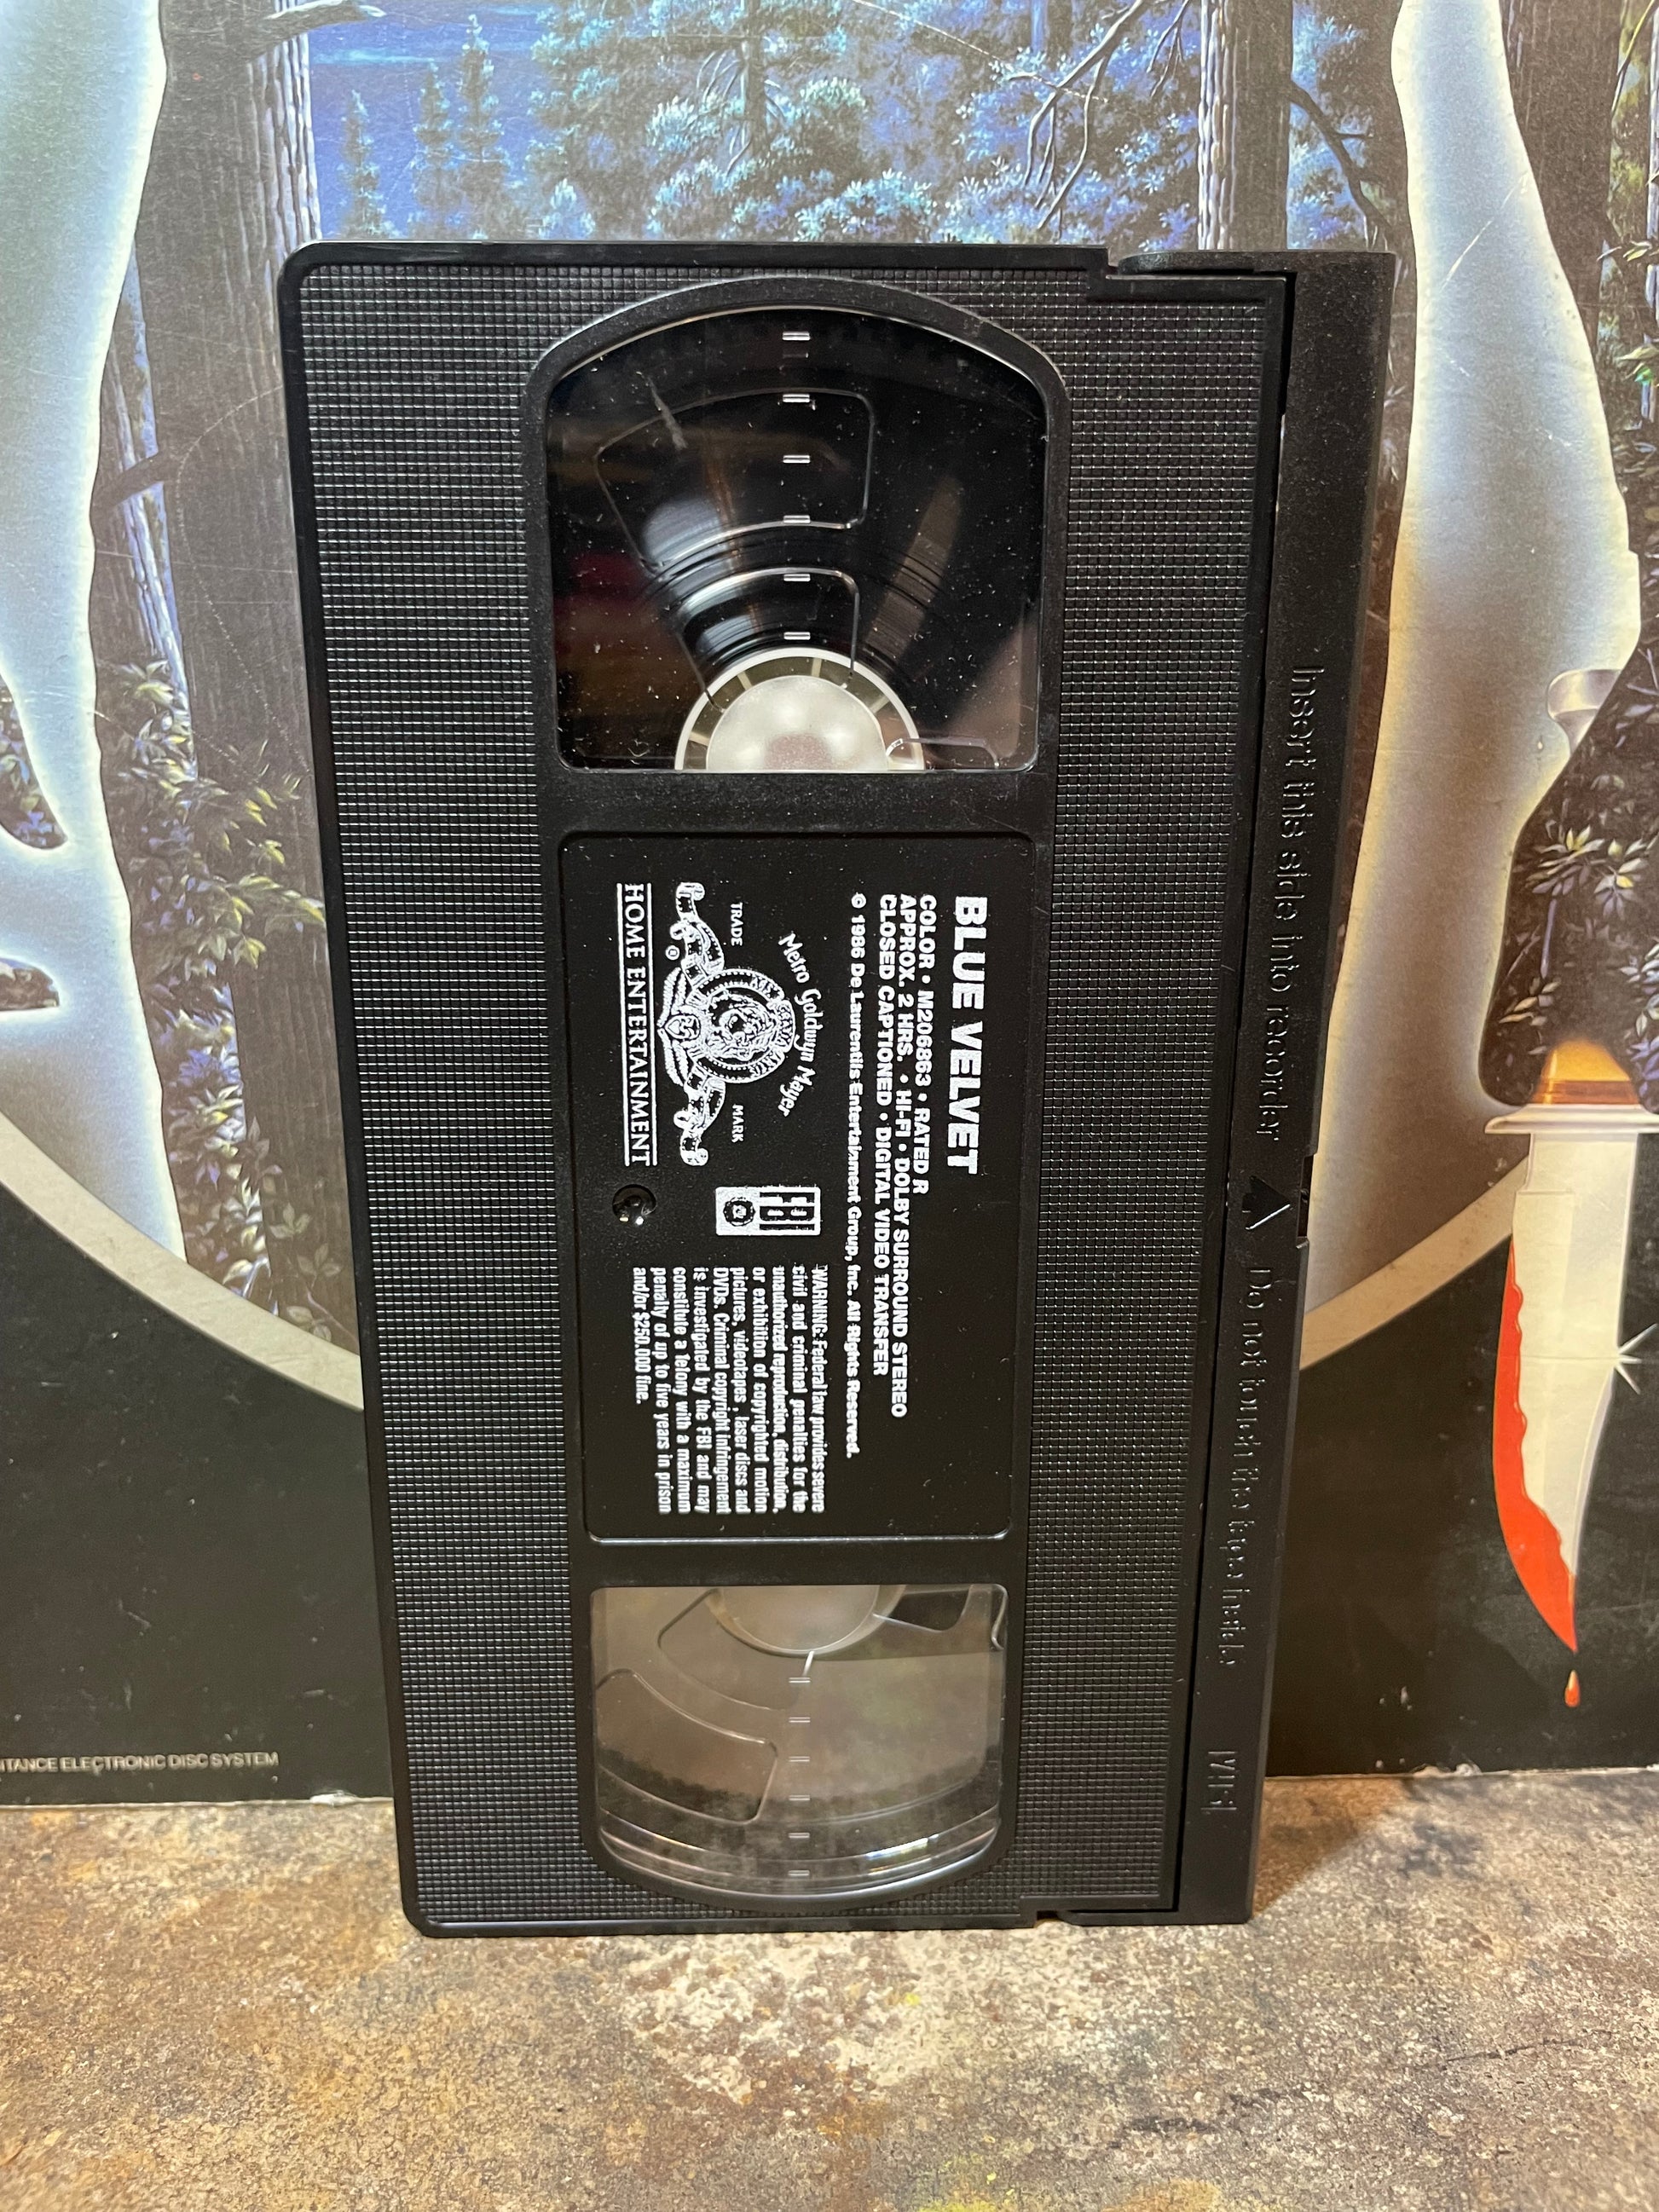 BLUE VELVET
COLOR • M206863 • RATED R
APPROX. 2 HRS. • HI-FI • DOLBY SURROUND STEREO
CLOSED CAPTIONED • DIGITAL VIDEO TRANSFER
© 1986 De Laurentiis Entertainment Group, Inc. All Rights Reserved.
Metro Goldwyn Mayer
TRADE MARK
®
HOME ENTERTAINMENT
FBI
WARNING: Federal law provides severe
civil and criminal penalties for the
unauthorized reproduction, distribution,
or exhibition of copyrighted motion
pictures, videotapes, laser discs and
DVDs. Criminal copyright infringement
is investigated by the FBI and may
constitute a felony with a maximum
penalty of up to five years in prison
and/or $250,000 fine.
Insert this side into recorder
Do not touch the tape inside
VHS
ITANCE ELECTRONIC DISC SYSTEM